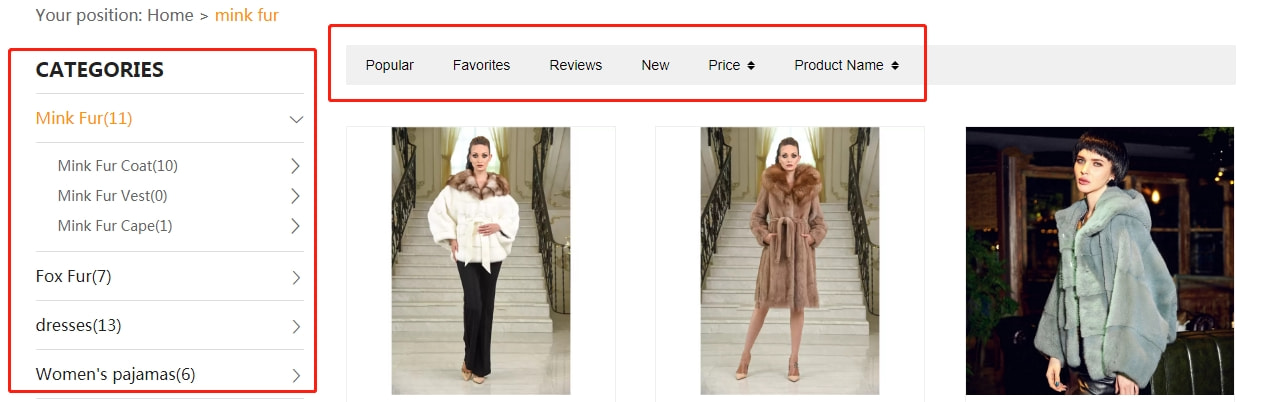 Your position: Home > mink fur
CATEGORIES
Mink Fur(11)
Mink Fur Coat(10)
Mink Fur Vest(0)
Mink Fur Cape(1)
Fox Fur(7)
dresses(13)
Women's pajamas(6)
Popular Favorites Reviews New Price Product Name